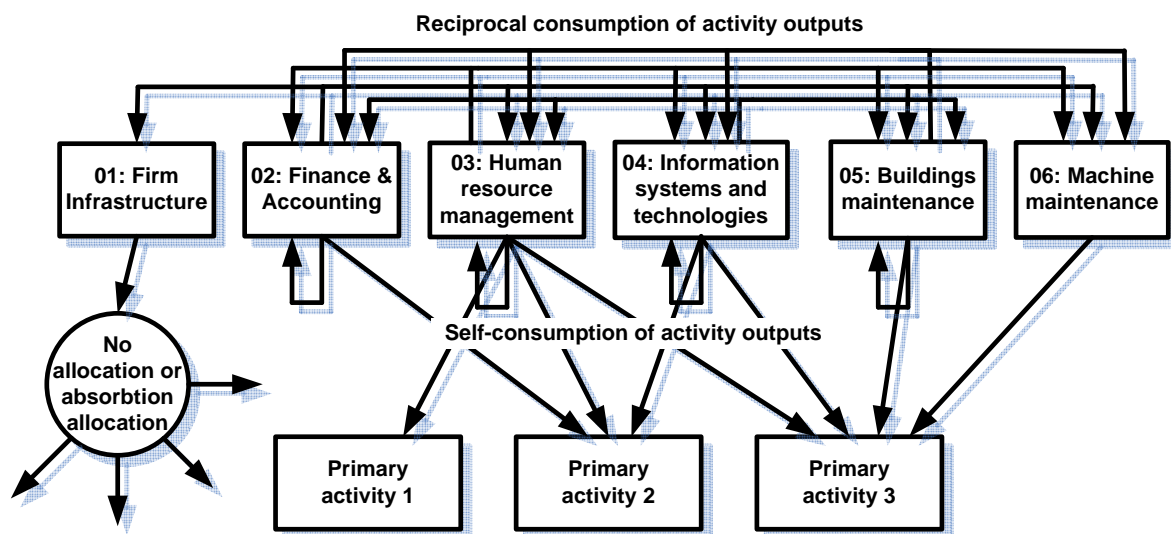 Reciprocal consumption of activity outputs
01: Firm
Infrastructure
02: Finance &
Accounting
03: Human
resource
management
04: Information
systems and
technologies
05: Buildings
maintenance
06: Machine
maintenance
Self-consumption of activity outputs
No
allocation or
absorbtion
allocation
Primary
activity 1
Primary
activity 2
Primary
activity 3